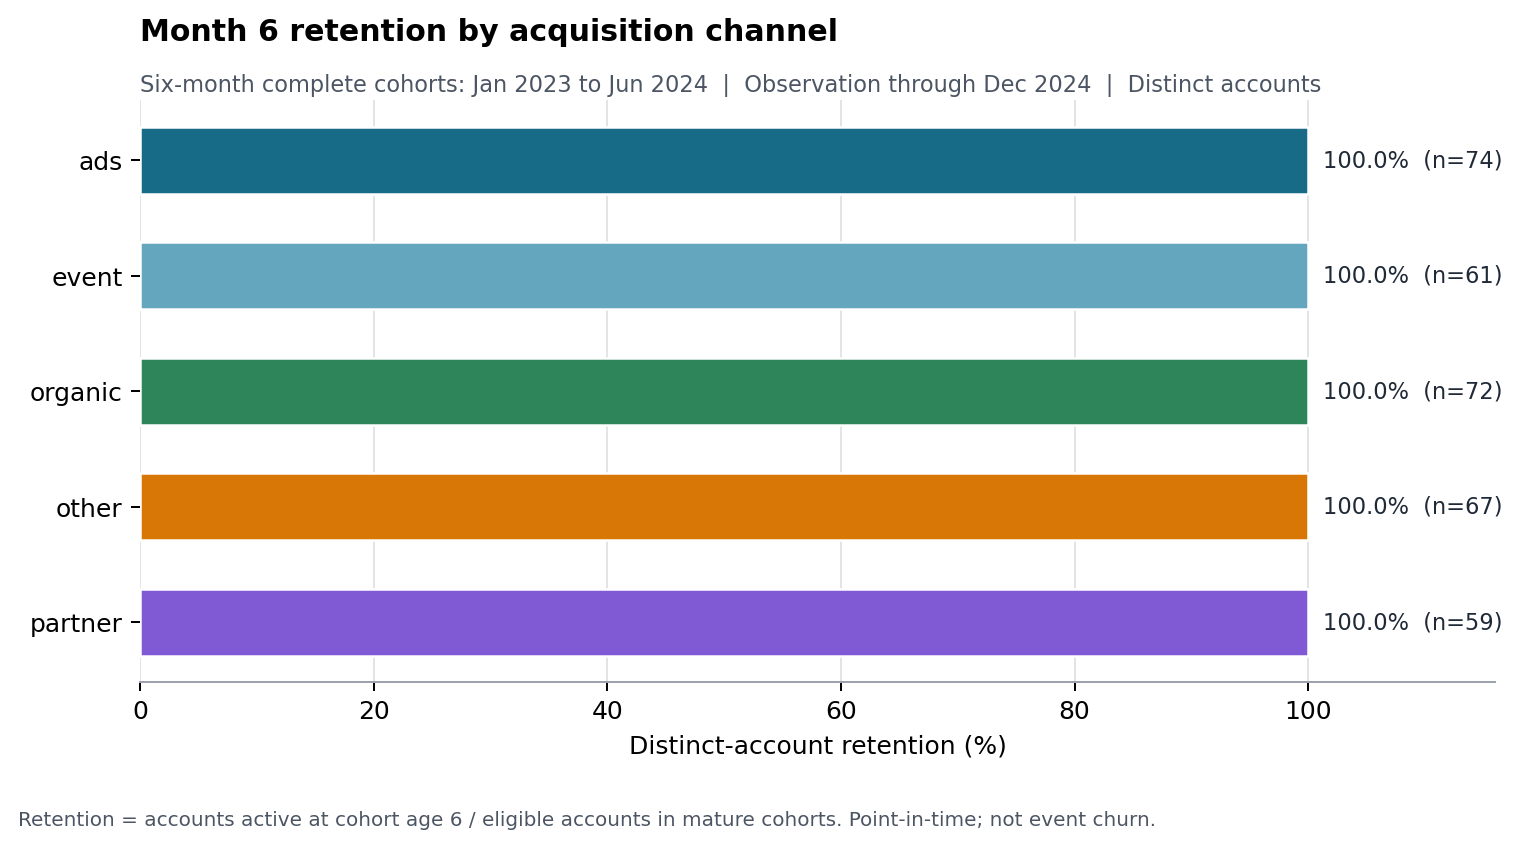 Month 6 retention by acquisition channel
Six-month complete cohorts: Jan 2023 to Jun 2024 | Observation through Dec 2024 | Distinct accounts
ads 100.0% (n=74)
event 100.0% (n=61)
organic 100.0% (n=72)
other 100.0% (n=67)
partner 100.0% (n=59)
0 20 40 60 80 100
Distinct-account retention (%)
Retention = accounts active at cohort age 6 / eligible accounts in mature cohorts. Point-in-time; not event churn.